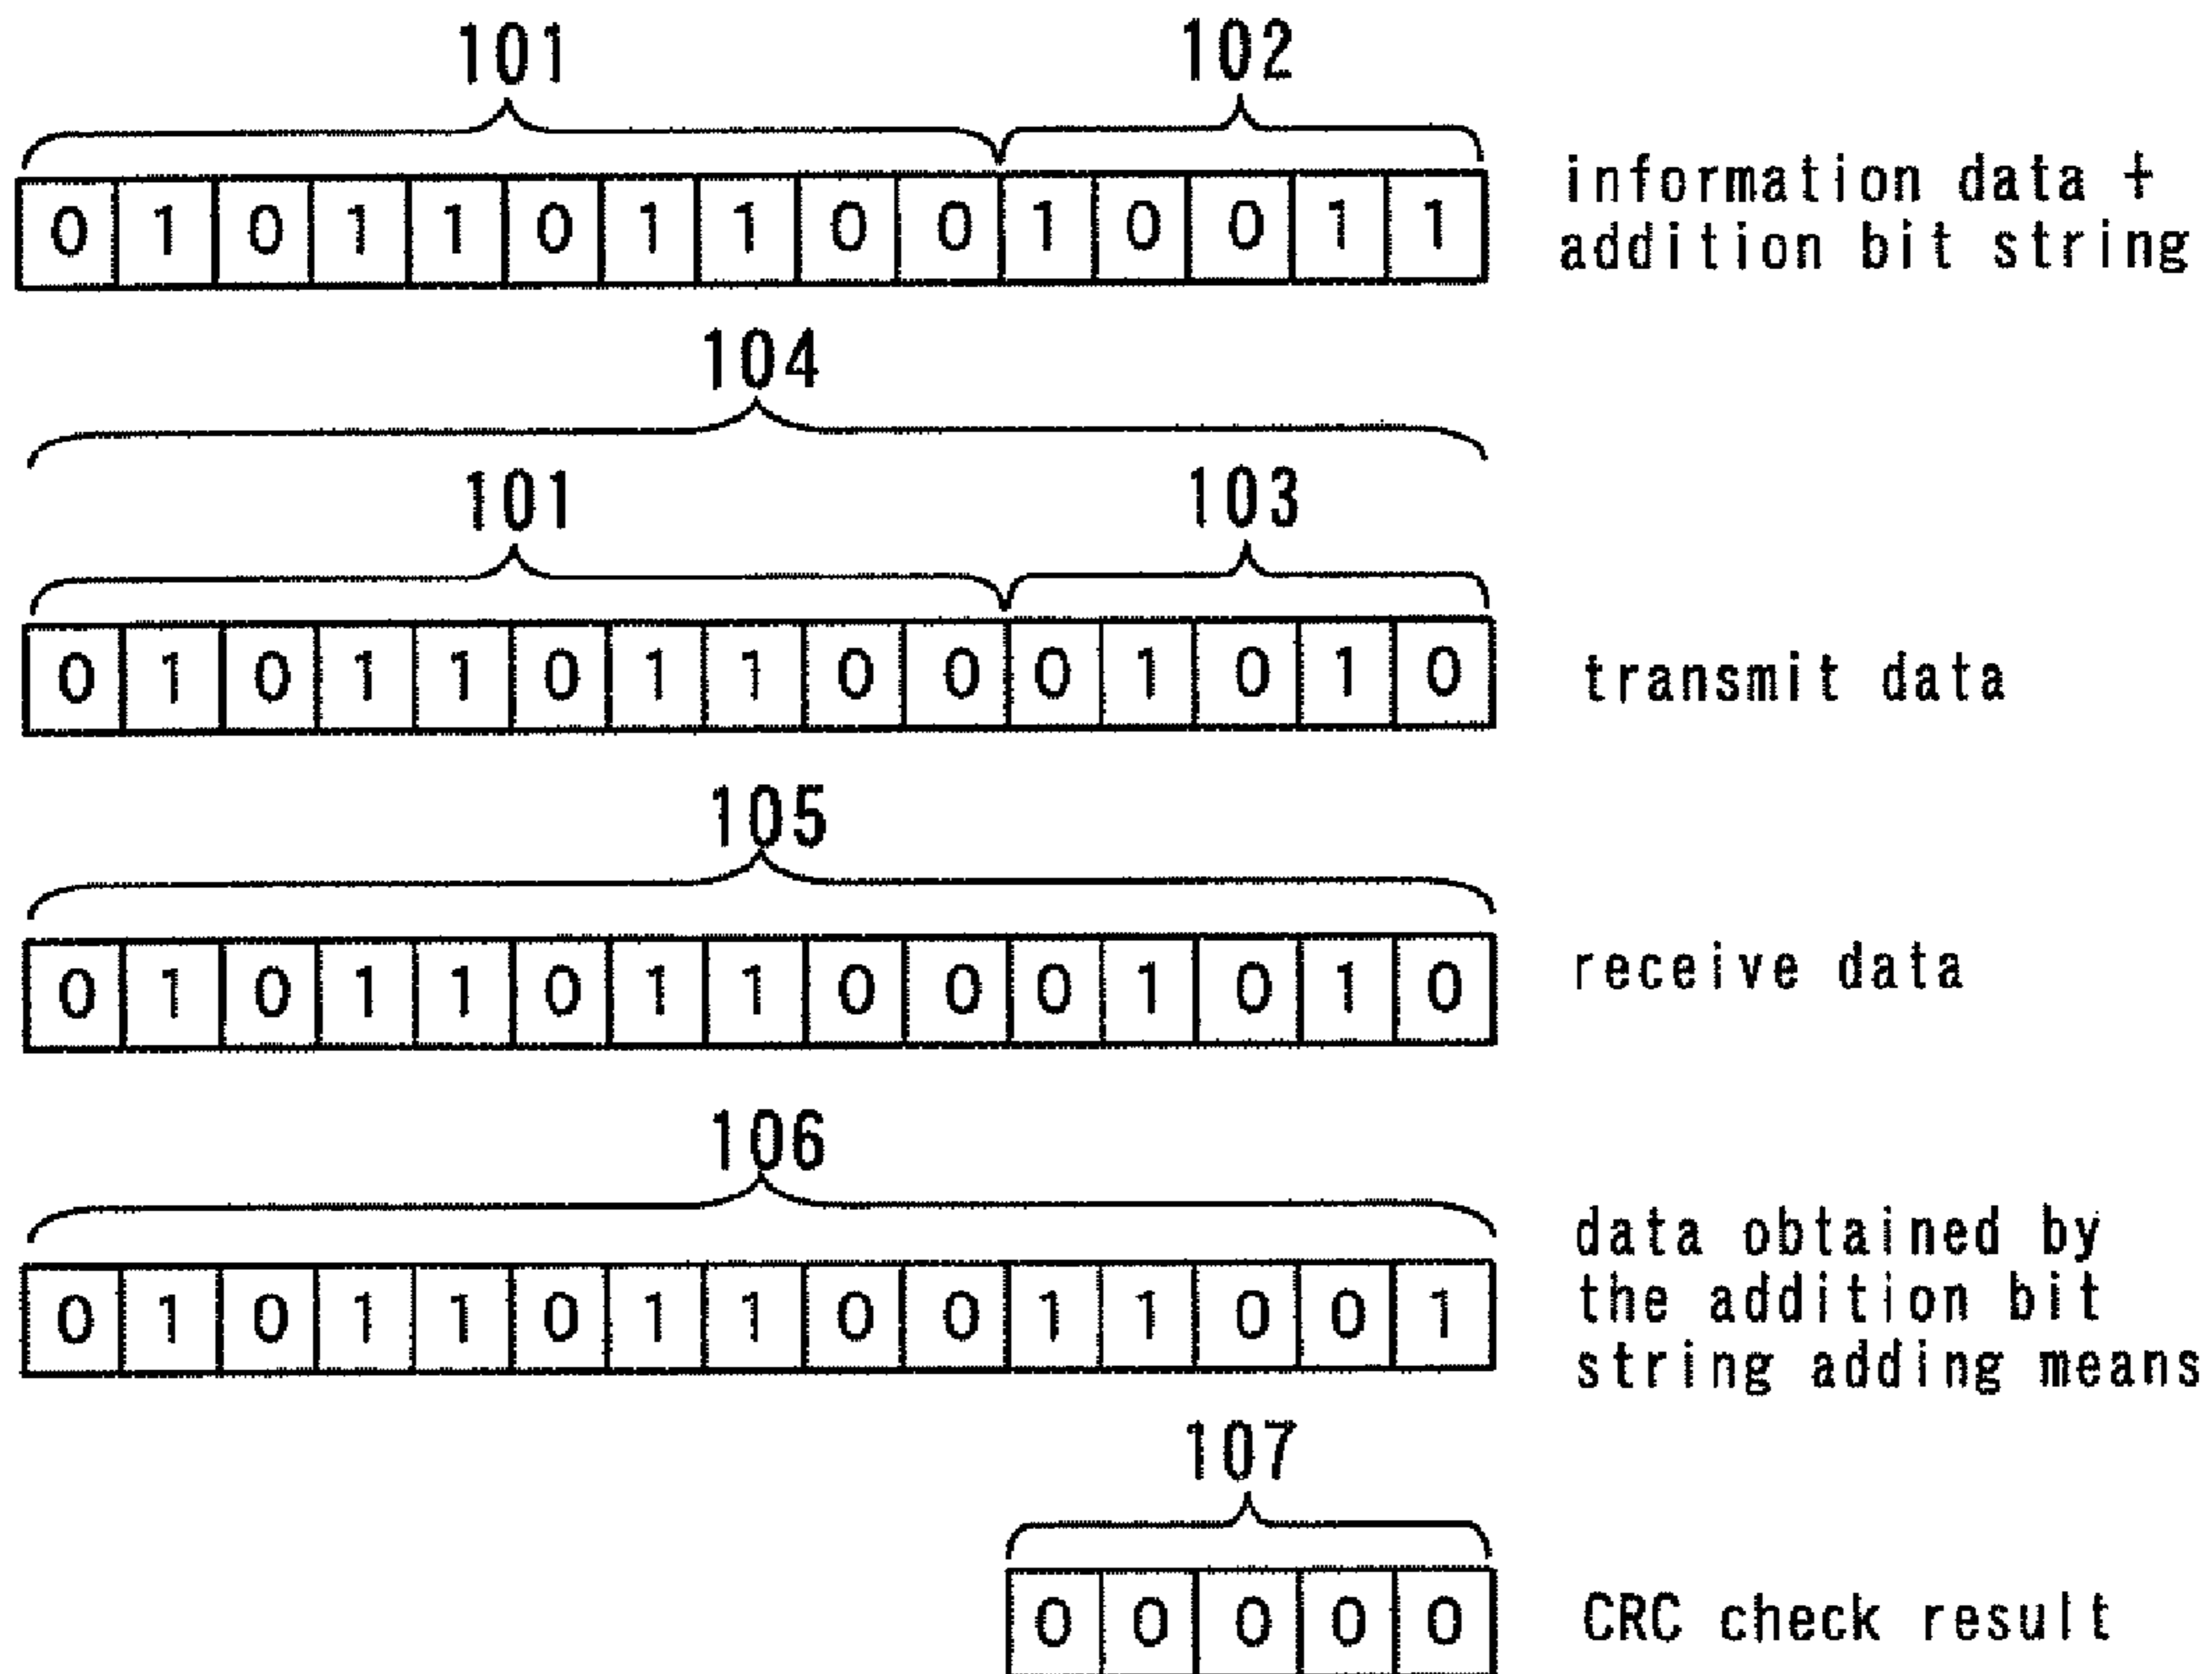 101 102
0 1 0 1 1 0 1 1 0 0 1 0 0 1 1
information data +
addition bit string
104
101 103
0 1 0 1 1 0 1 1 0 0 0 1 0 1 0
transmit data
105
0 1 0 1 1 0 1 1 0 0 0 1 0 1 0
receive data
106
0 1 0 1 1 0 1 1 0 0 1 1 0 0 1
data obtained by
the addition bit
string adding means
107
0 0 0 0 0
CRC check result